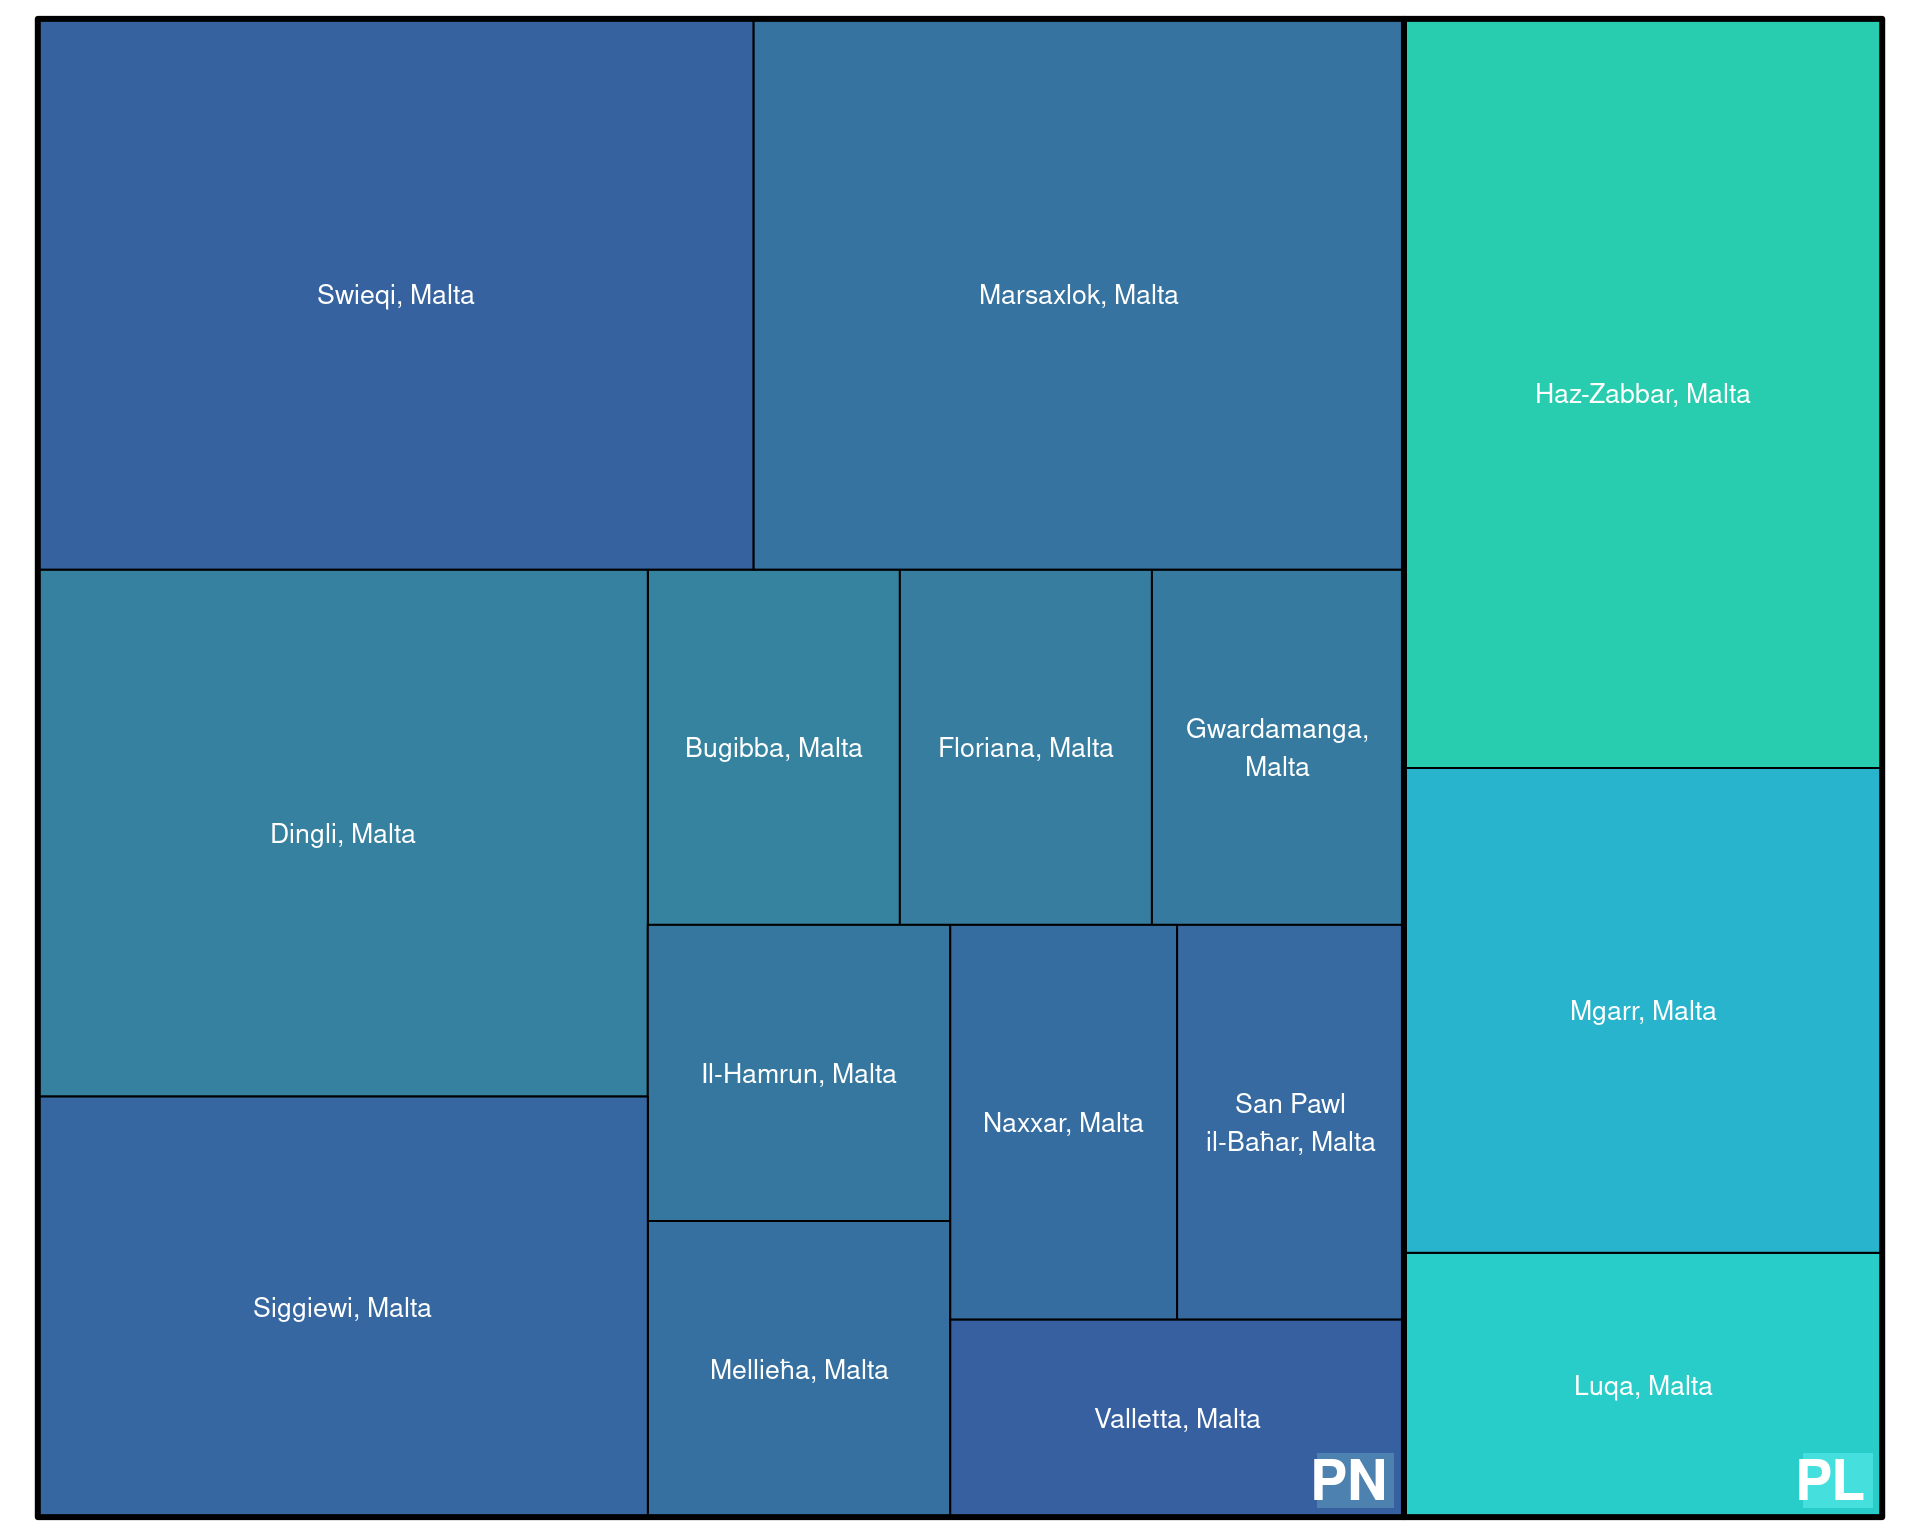 Swieqi, Malta
Marsaxlok, Malta
Haz-Zabbar, Malta
Dingli, Malta
Bugibba, Malta
Floriana, Malta
Gwardamanga,
Malta
Mgarr, Malta
Il-Hamrun, Malta
Naxxar, Malta
San Pawl
il-Baħar, Malta
Siggiewi, Malta
Mellieħa, Malta
Valletta, Malta
Luqa, Malta
PN
PL